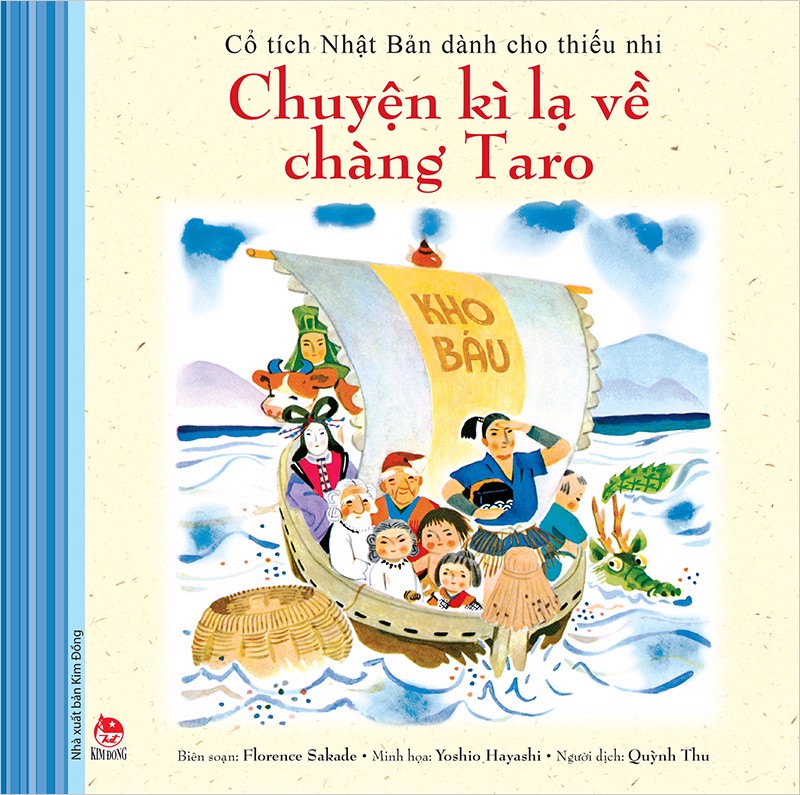 Cổ tích Nhật Bản dành cho thiếu nhi
Chuyện kì lạ về
chàng Taro
KHO
BÁU
Nhà xuất bản Kim Đồng
KIM ĐỒNG
Biên soạn: Florence Sakade • Minh họa: Yoshio Hayashi • Người dịch: Quỳnh Thu